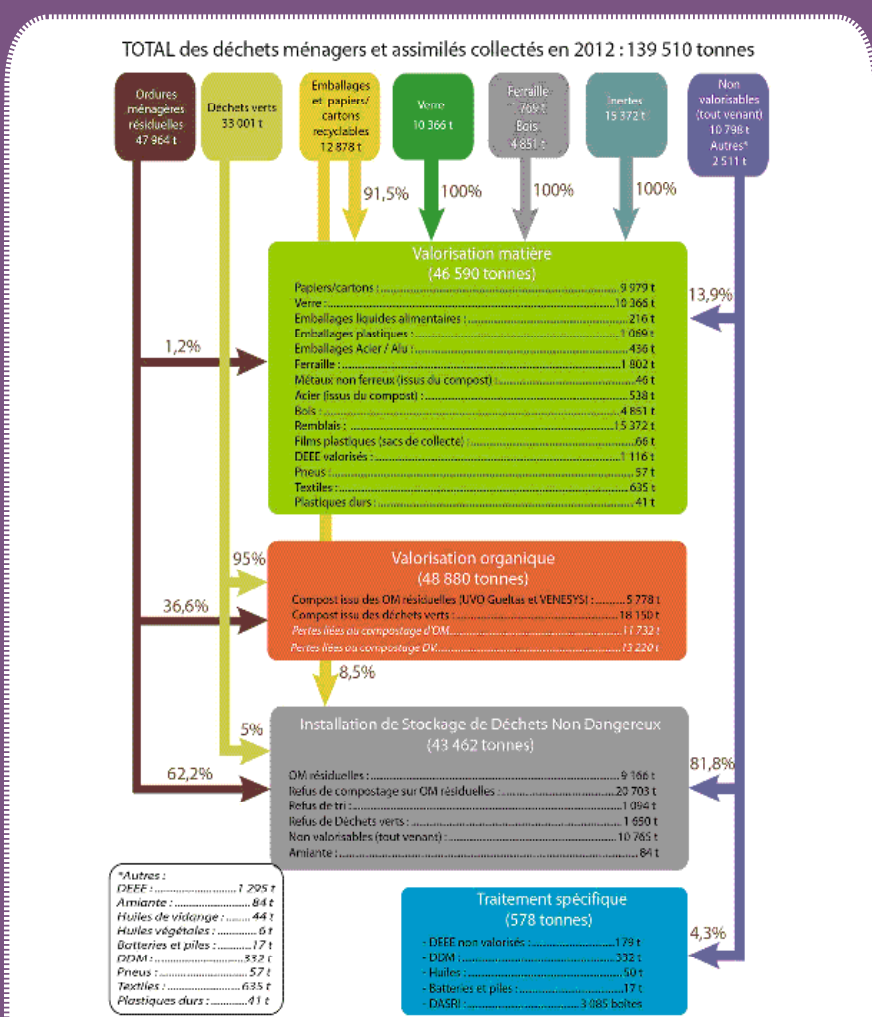 TOTAL des déchets ménagers et assimilés collectés en 2012 : 139 510 tonnes
Ordures
ménagères
résiduelles
47 964 t
Déchets verts
33 001 t
Emballages
et papiers/
cartons
recyclables
12 878 t
Verre
10 366 t
Ferraille
1 769 t
Bois
4 851 t
Inertes
15 372 t
Non
valorisables
(tout venant)
10 798 t
Autres*
2 511 t
91,5%
100%
100%
100%
Valorisation matière
(46 590 tonnes)
Papiers/cartons : 9 979 t
Verre : 10 366 t
Emballages liquides alimentaires : 216 t
Emballages plastiques : 1 069 t
Emballages Acier / Alu : 436 t
Ferraille : 1 802 t
Métaux non ferreux (issus du compost) : 46 t
Acier (issus du compost) : 538 t
Bois : 4 851 t
Remblais : 15 372 t
Films plastiques (sacs de collecte) : 66 t
DEEE valorisés : 1 116 t
Pneus : 57 t
Textiles : 635 t
Plastiques durs : 41 t
13,9%
1,2%
95%
36,6%
Valorisation organique
(48 880 tonnes)
Compost issu des OM résiduelles (UVO Gueltas et VENESYS) : 5 778 t
Compost issu des déchets verts : 18 150 t
Pertes liées au compostage d'OM 11 732 t
Pertes liées au compostage DV 13 220 t
8,5%
5%
62,2%
Installation de Stockage de Déchets Non Dangereux
(43 462 tonnes)
OM résiduelles : 9 166 t
Refus de compostage sur OM résiduelles : 20 703 t
Refus de tri : 1 094 t
Refus de Déchets verts : 1 650 t
Non valorisables (tout venant) : 10 765 t
Amiante : 84 t
81,8%
*Autres :
DEEE : 1 295 t
Amiante : 84 t
Huiles de vidange : 44 t
Huiles végétales : 6 t
Batteries et piles : 17 t
DDM : 332 t
Pneus : 57 t
Textiles : 635 t
Plastiques durs : 41 t
Traitement spécifique
(578 tonnes)
- DEEE non valorisés : 179 t
- DDM : 332 t
- Huiles : 50 t
- Batteries et piles : 17 t
- DASRI : 3 085 boîtes
4,3%